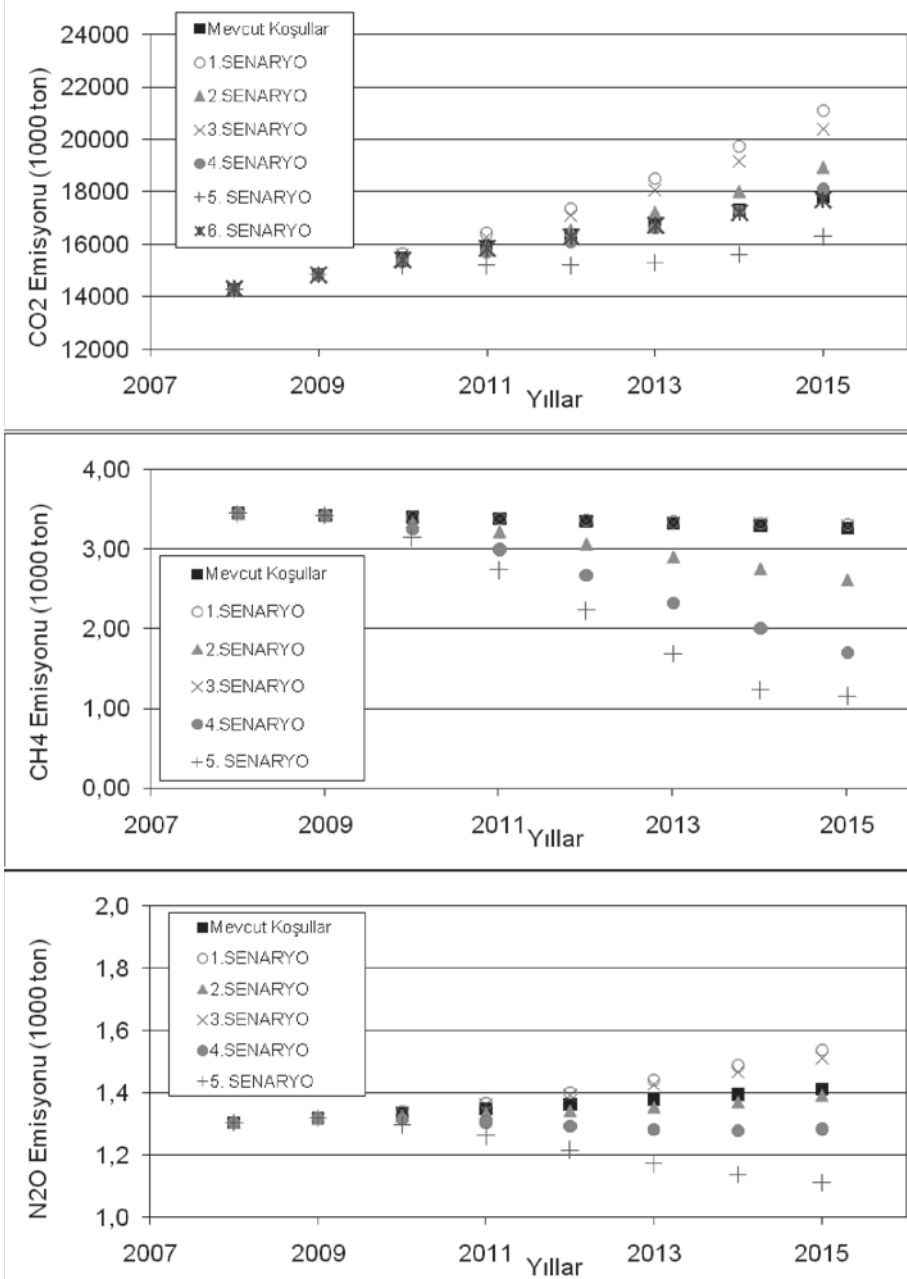 24000
22000
20000
18000
16000
14000
12000
CO2 Emisyonu (1000 ton)
Mevcut Koşullar
1.SENARYO
2.SENARYO
3.SENARYO
4.SENARYO
5. SENARYO
6. SENARYO
2007 2009 2011 2013 2015
Yıllar
4,00
3,00
2,00
1,00
0,00
CH4 Emisyonu (1000 ton)
Mevcut Koşullar
1.SENARYO
2.SENARYO
3.SENARYO
4.SENARYO
5. SENARYO
2007 2009 2011 2013 2015
Yıllar
2,0
1,8
1,6
1,4
1,2
1,0
N2O Emisyonu (1000 ton)
Mevcut Koşullar
1.SENARYO
2.SENARYO
3.SENARYO
4.SENARYO
5. SENARYO
2007 2009 2011 2013 2015
Yıllar